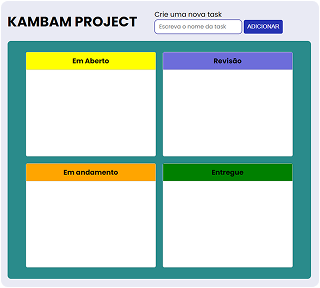 KAMBAM PROJECT
Crie uma nova task
Escreva o nome da task
ADICIONAR
Em Aberto
Revisão
Em andamento
Entregue